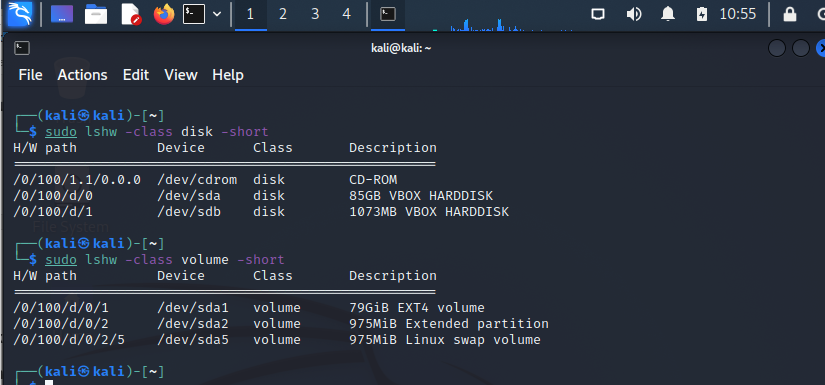 1 2 3 4 10:55
kali@kali: ~
File Actions Edit View Help
┌──(kali㉿kali)-[~]
└─$ sudo lshw -class disk -short
H/W path Device Class Description
====================================================
/0/100/1.1/0.0.0 /dev/cdrom disk CD-ROM
/0/100/d/0 /dev/sda disk 85GB VBOX HARDDISK
/0/100/d/1 /dev/sdb disk 1073MB VBOX HARDDISK
File System
┌──(kali㉿kali)-[~]
└─$ sudo lshw -class volume -short
H/W path Device Class Description
====================================================
/0/100/d/0/1 /dev/sda1 volume 79GiB EXT4 volume
/0/100/d/0/2 /dev/sda2 volume 975MiB Extended partition
/0/100/d/0/2/5 /dev/sda5 volume 975MiB Linux swap volume
┌──(kali㉿kali)-[~]
└─$